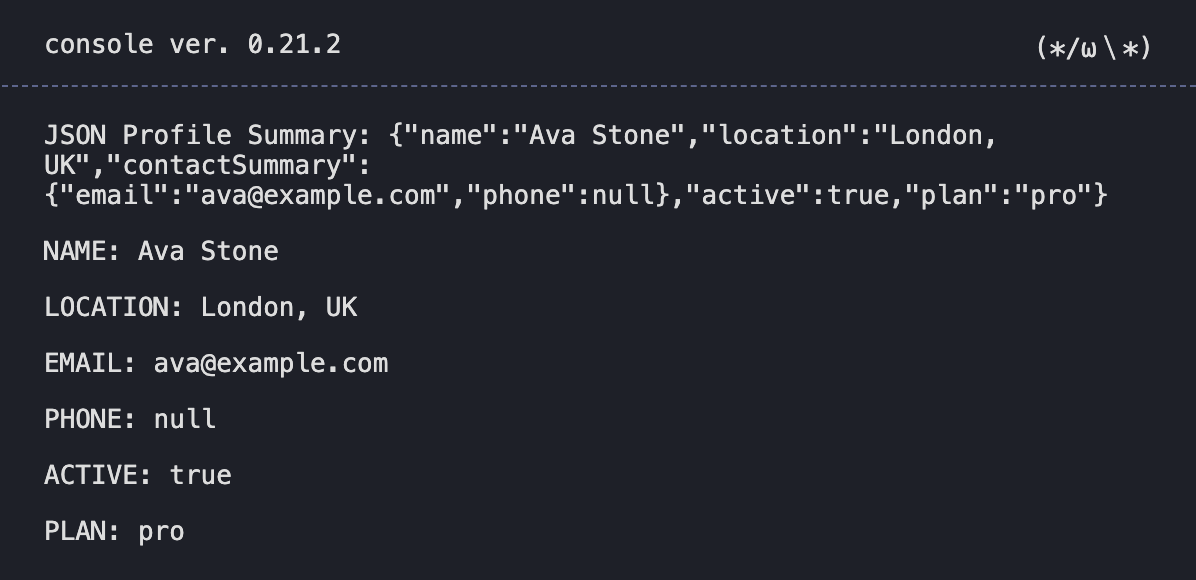 console ver. 0.21.2
(*/ω\*)
JSON Profile Summary: {"name":"Ava Stone","location":"London,
UK","contactSummary":
{"email":"ava@example.com","phone":null},"active":true,"plan":"pro"}
NAME: Ava Stone
LOCATION: London, UK
EMAIL: ava@example.com
PHONE: null
ACTIVE: true
PLAN: pro